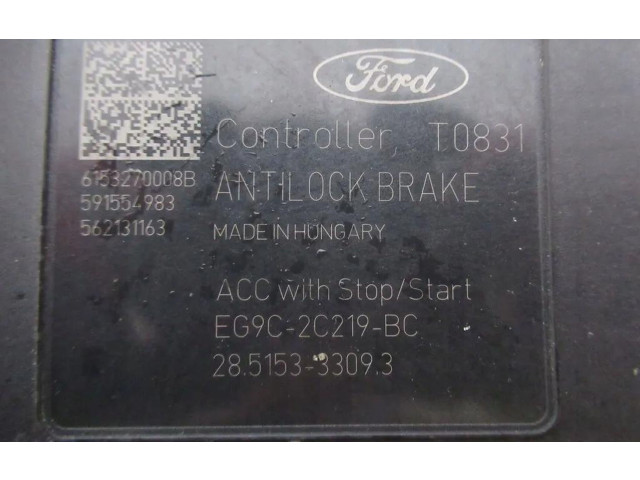 Ford
Controller, T0831
6153270008B
591554983
562131163
ANTILOCK BRAKE
MADE IN HUNGARY
ACC with Stop/Start
EG9C-2C219-BC
28.5153-3309.3